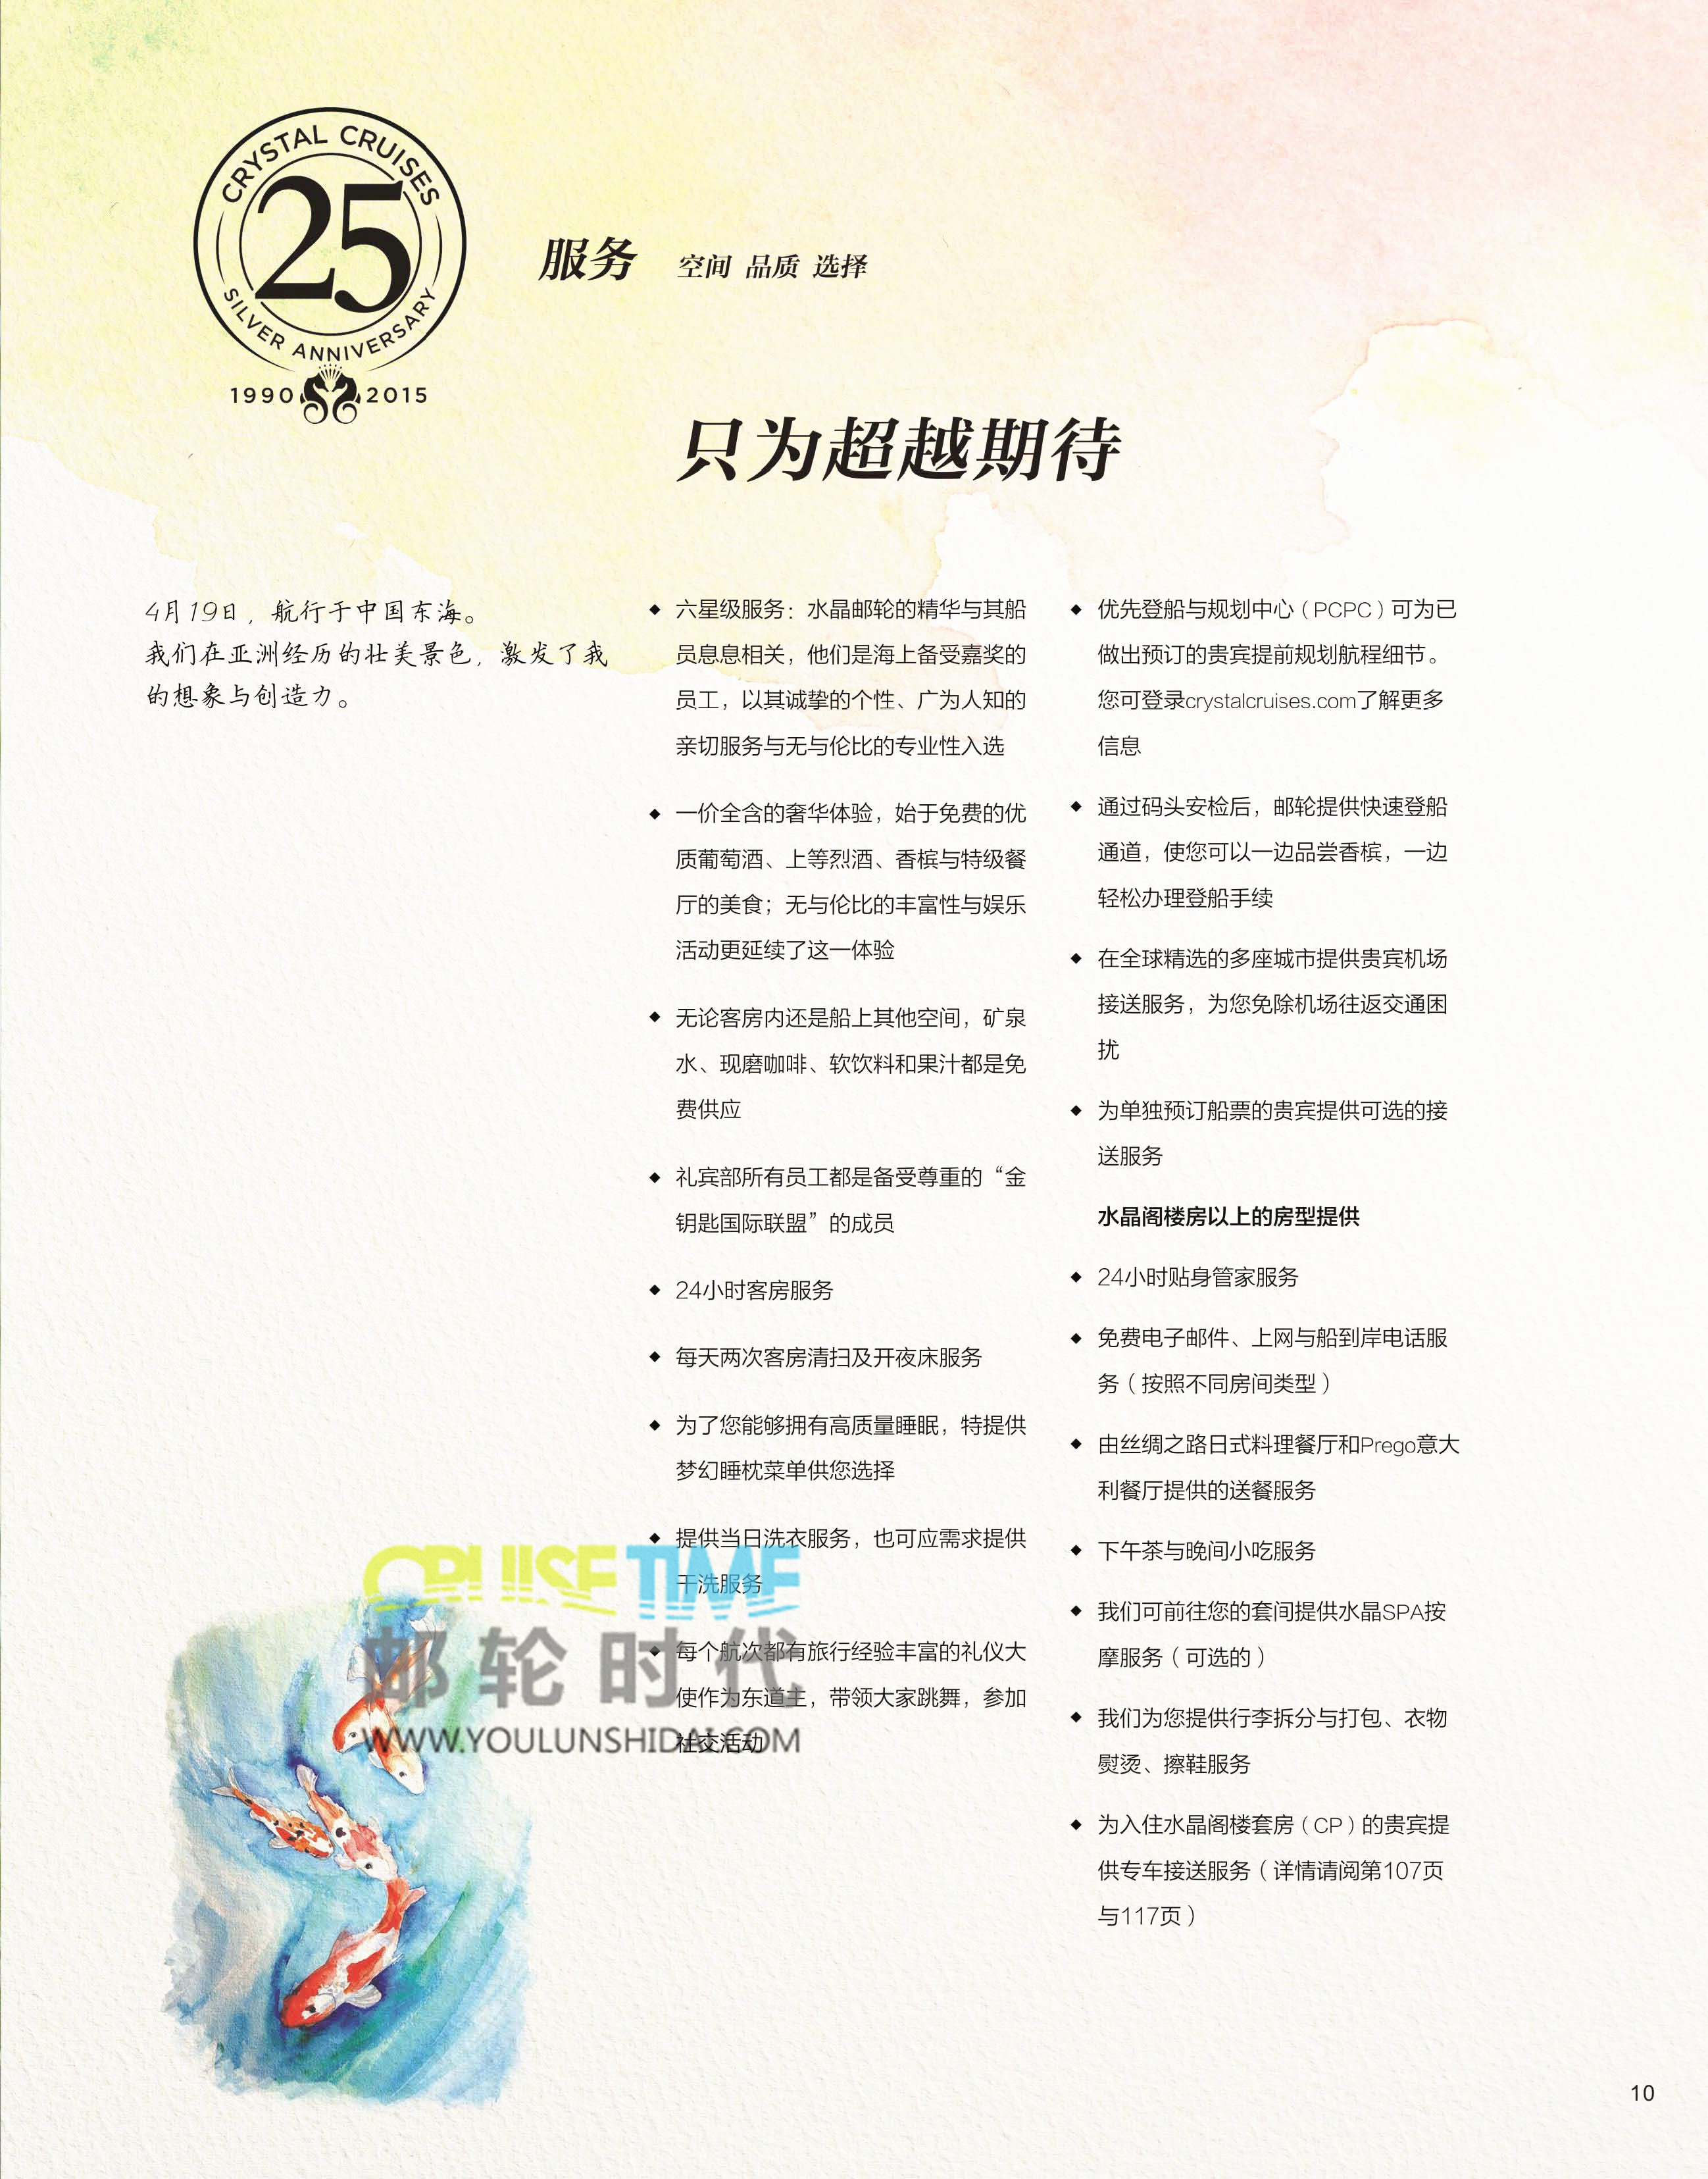 CRYSTAL CRUISES
25
SILVER ANNIVERSARY
1990 2015
服务 空间 品质 选择
只为超越期待
4月19日，航行于中国东海。
我们在亚洲经历的壮美景色，激发了我
的想象与创造力。
六星级服务：水晶邮轮的精华与其船
员息息相关，他们是海上备受嘉奖的
员工，以其诚挚的个性、广为人知的
亲切服务与无与伦比的专业性入选
一价全含的奢华体验，始于免费的优
质葡萄酒、上等烈酒、香槟与特级餐
厅的美食；无与伦比的丰富性与娱乐
活动更延续了这一体验
无论客房内还是船上其他空间，矿泉
水、现磨咖啡、软饮料和果汁都是免
费供应
礼宾部所有员工都是备受尊重的“金
钥匙国际联盟”的成员
24小时客房服务
每天两次客房清扫及开夜床服务
为了您能够拥有高质量睡眠，特提供
梦幻睡枕菜单供您选择
提供当日洗衣服务，也可应需求提供
干洗服务
每个航次都有旅行经验丰富的礼仪大
使作为东道主，带领大家跳舞，参加
社交活动
优先登船与规划中心（PCPC）可为已
做出预订的贵宾提前规划航程细节。
您可登录crystalcruises.com了解更多
信息
通过码头安检后，邮轮提供快速登船
通道，使您可以一边品尝香槟，一边
轻松办理登船手续
在全球精选的多座城市提供贵宾机场
接送服务，为您免除机场往返交通困
扰
为单独预订船票的贵宾提供可选的接
送服务
水晶阁楼房以上的房型提供
24小时贴身管家服务
免费电子邮件、上网与船到岸电话服
务（按照不同房间类型）
由丝绸之路日式料理餐厅和Prego意大
利餐厅提供的送餐服务
下午茶与晚间小吃服务
我们可前往您的套间提供水晶SPA按
摩服务（可选的）
我们为您提供行李拆分与打包、衣物
熨烫、擦鞋服务
为入住水晶阁楼套房（CP）的贵宾提
供专车接送服务（详情请阅第107页
与117页）
CRUISE TIME
邮轮时代
WWW.YOULUNSHIDAI.COM
10